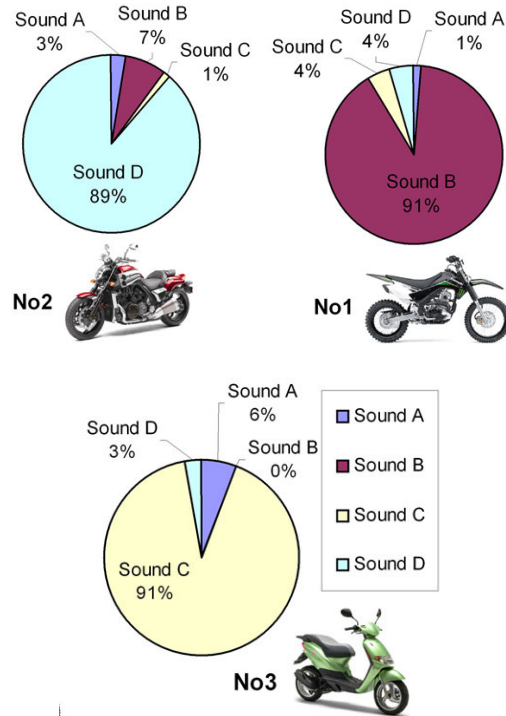 Sound A
3%
Sound B
7%
Sound C
1%
Sound D
89%
No2
Sound D
4%
Sound A
1%
Sound C
4%
Sound B
91%
No1
Sound A
6%
Sound D
3%
Sound B
0%
Sound C
91%
No3
Sound A
Sound B
Sound C
Sound D